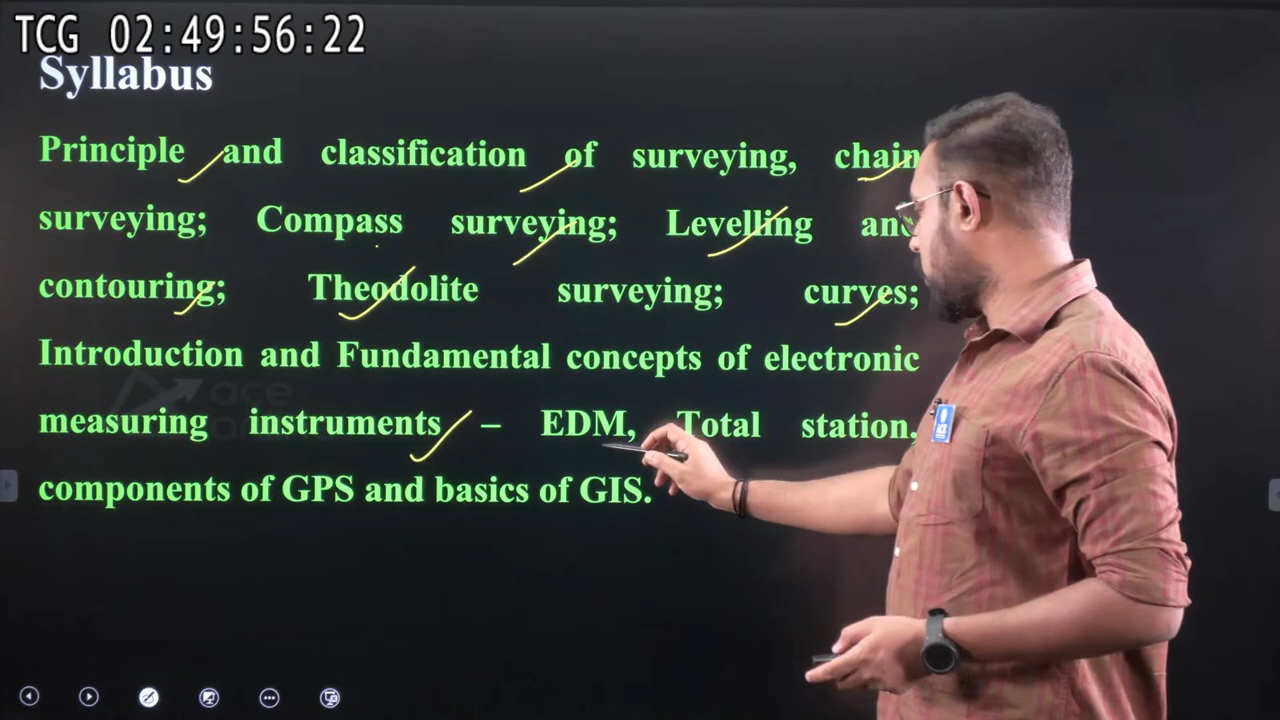 TCG 02:49:56:22
Syllabus
Principle and classification of surveying, chain
surveying; Compass surveying; Levelling and
contouring; Theodolite surveying; curves;
Introduction and Fundamental concepts of electronic
measuring instruments – EDM, Total station,
components of GPS and basics of GIS.
ace